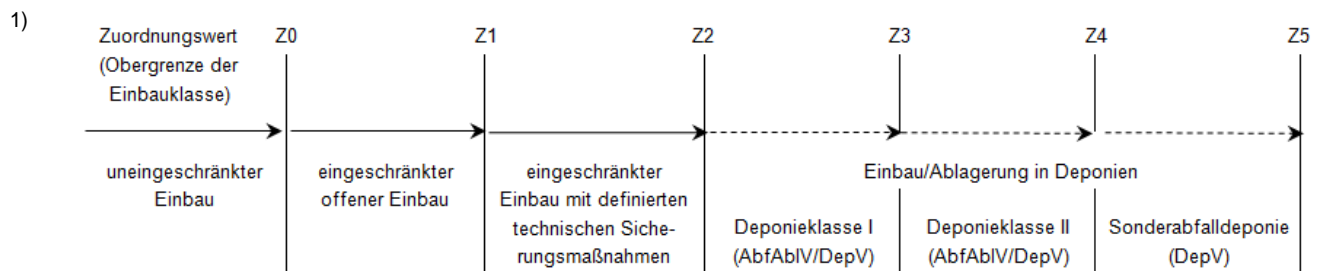 1)
Zuordnungswert Z0 Z1 Z2 Z3 Z4 Z5
(Obergrenze der
Einbauklasse)
uneingeschränkter
Einbau
eingeschränkter
offener Einbau
eingeschränkter
Einbau mit definierten
technischen Siche-
rungsmaßnahmen
Einbau/Ablagerung in Deponien
Deponieklasse I
(AbfAblV/DepV)
Deponieklasse II
(AbfAblV/DepV)
Sonderabfalldeponie
(DepV)